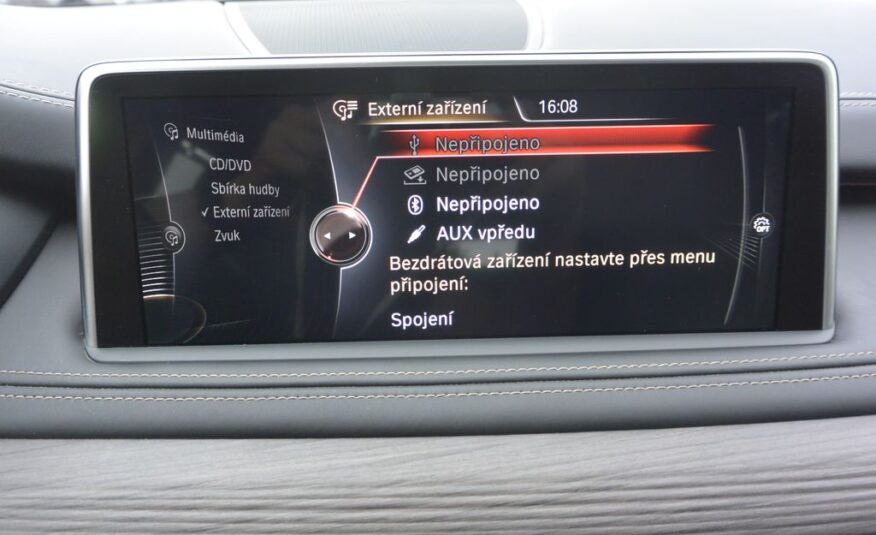 Externí zařízení
16:08
Multimédia
CD/DVD
Sbírka hudby
Externí zařízení
Zvuk
Nepřipojeno
Nepřipojeno
Nepřipojeno
AUX vpředu
Bezdrátová zařízení nastavte přes menu
připojení:
Spojení
OPT